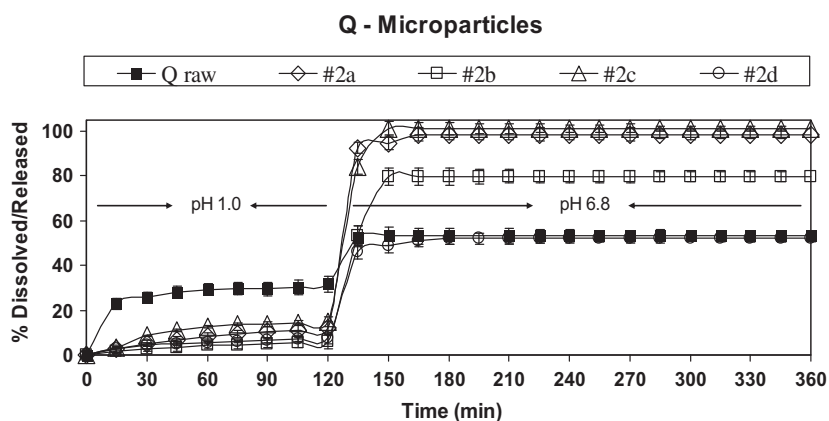 Q - Microparticles
Q raw #2a #2b #2c #2d
% Dissolved/Released
100
80
60
40
20
0
pH 1.0
pH 6.8
0 30 60 90 120 150 180 210 240 270 300 330 360
Time (min)